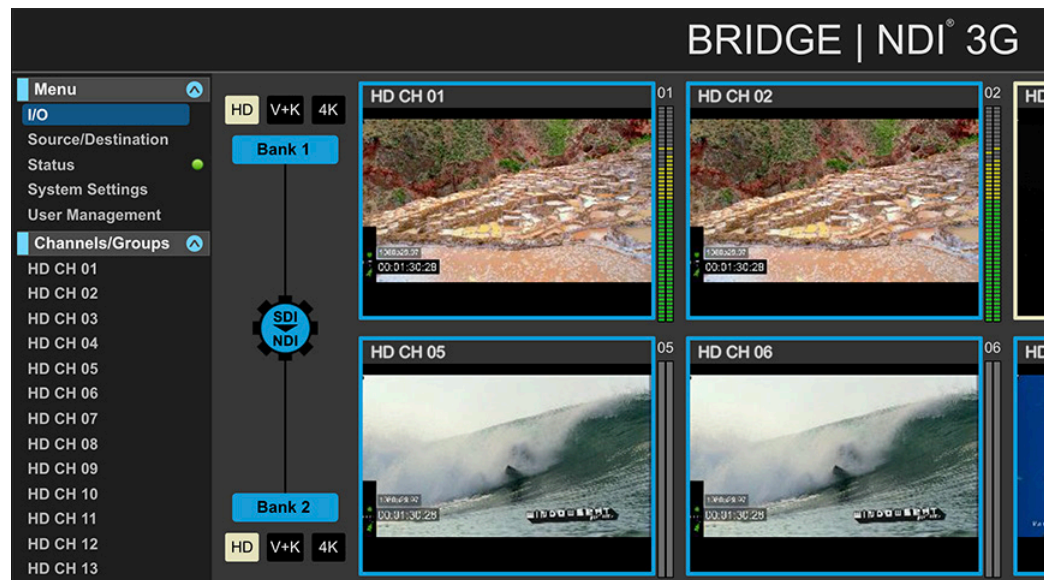 BRIDGE | NDI® 3G
Menu
I/O
Source/Destination
Status
System Settings
User Management
Channels/Groups
HD CH 01
HD CH 02
HD CH 03
HD CH 04
HD CH 05
HD CH 06
HD CH 07
HD CH 08
HD CH 09
HD CH 10
HD CH 11
HD CH 12
HD CH 13
HD V+K 4K
Bank 1
SDI
NDI
Bank 2
HD V+K 4K
HD CH 01 01
00:01:30:28
HD CH 02 02
00:01:30:28
HD
HD CH 05 05
00:01:30:28
HD CH 06 06
00:01:30:28
HD